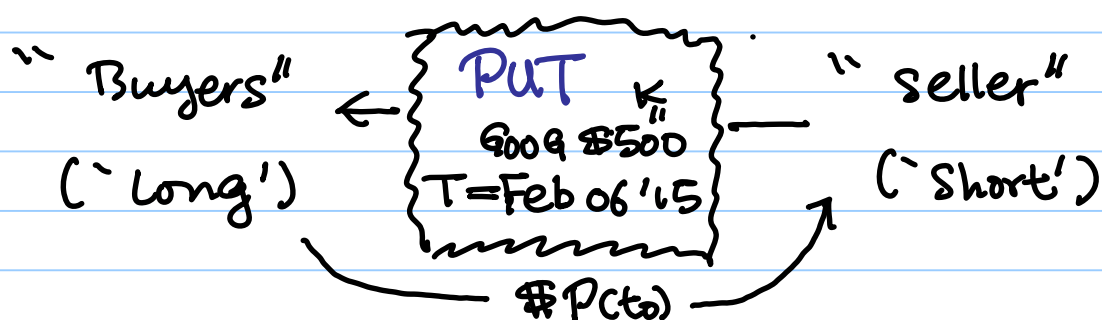 "Buyers" PUT "seller"
K
"
GOOG $500
(`Long') T=Feb 06 '15 (`Short')
$P(t₀)